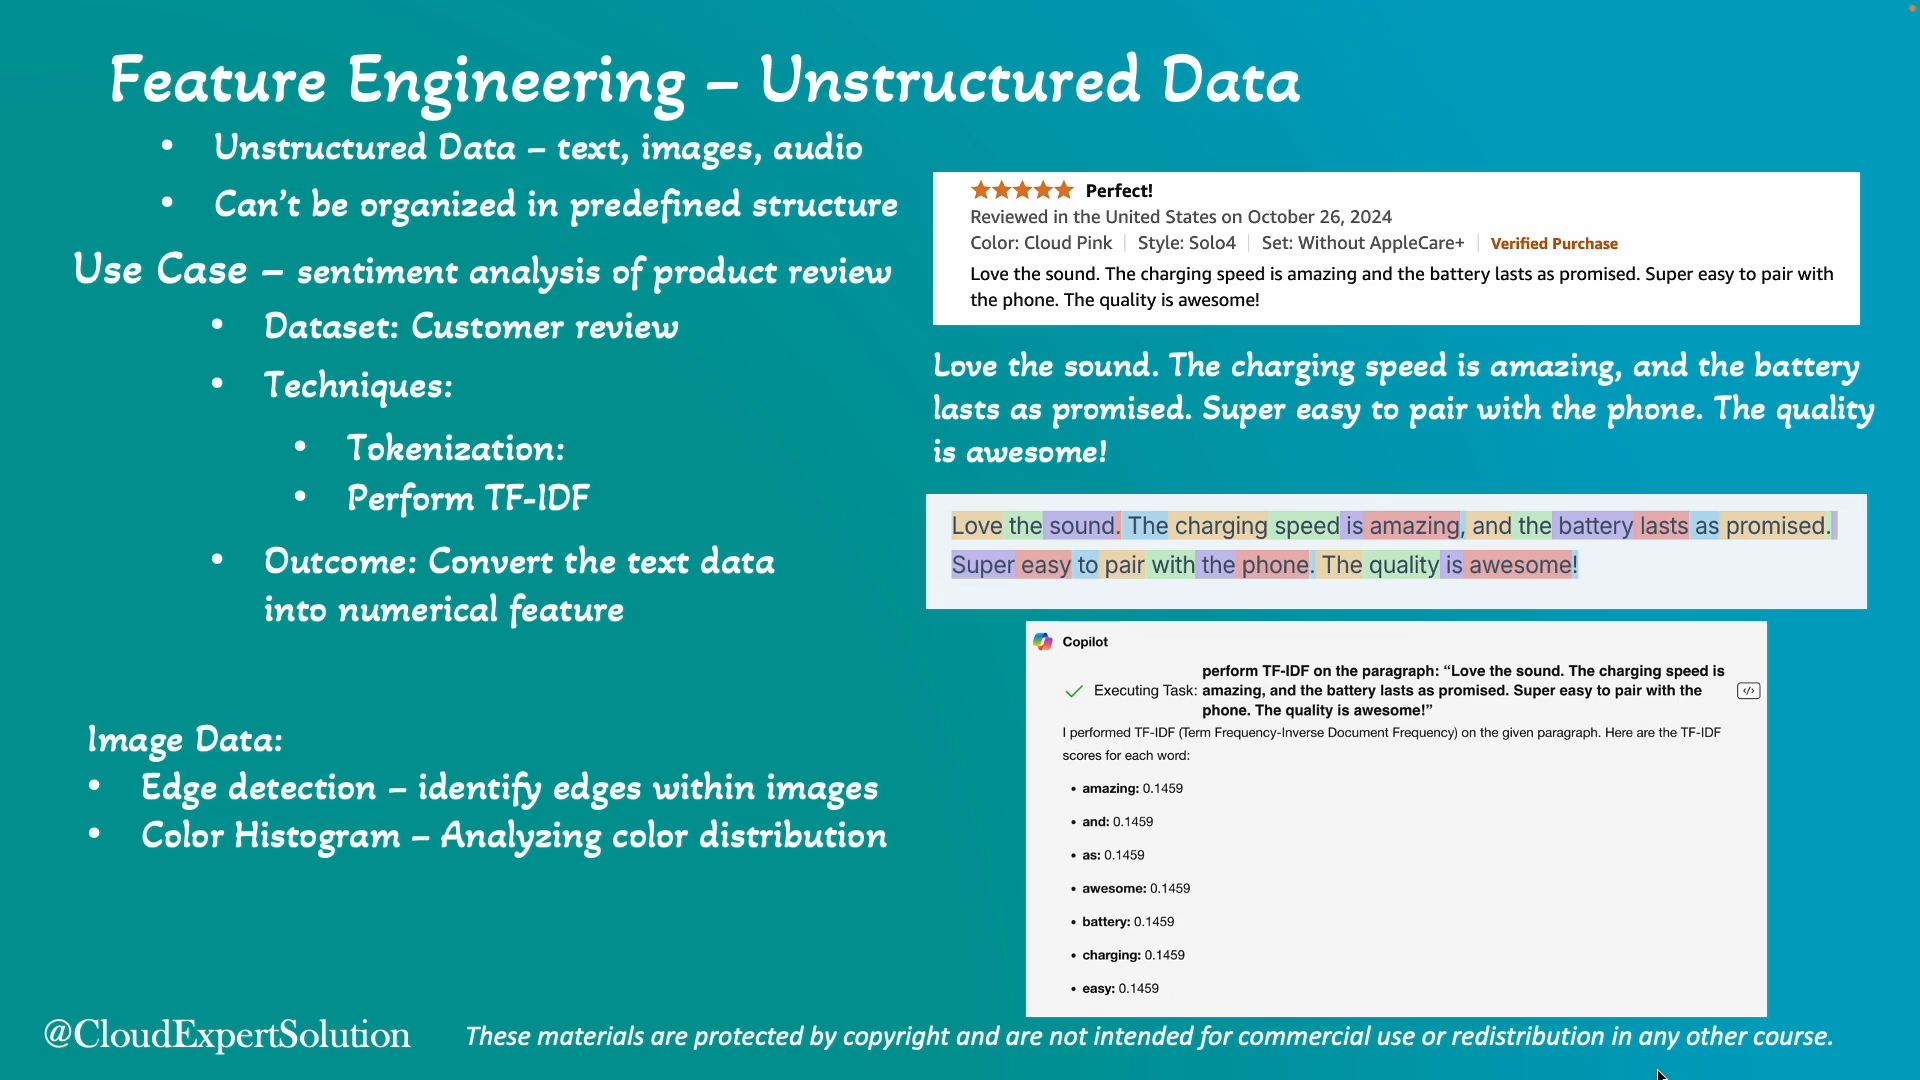 Feature Engineering – Unstructured Data
• Unstructured Data – text, images, audio
• Can't be organized in predefined structure
Use Case – sentiment analysis of product review
• Dataset: Customer review
• Techniques:
• Tokenization:
• Perform TF-IDF
• Outcome: Convert the text data
into numerical feature
Image Data:
• Edge detection – identify edges within images
• Color Histogram – Analyzing color distribution
Perfect!
Reviewed in the United States on October 26, 2024
Color: Cloud Pink | Style: Solo4 | Set: Without AppleCare+ | Verified Purchase
Love the sound. The charging speed is amazing and the battery lasts as promised. Super easy to pair with
the phone. The quality is awesome!
Love the sound. The charging speed is amazing, and the battery
lasts as promised. Super easy to pair with the phone. The quality
is awesome!
Love the sound. The charging speed is amazing, and the battery lasts as promised.
Super easy to pair with the phone. The quality is awesome!
Copilot
perform TF-IDF on the paragraph: “Love the sound. The charging speed is
Executing Task: amazing, and the battery lasts as promised. Super easy to pair with the </>
phone. The quality is awesome!”
I performed TF-IDF (Term Frequency-Inverse Document Frequency) on the given paragraph. Here are the TF-IDF
scores for each word:
• amazing: 0.1459
• and: 0.1459
• as: 0.1459
• awesome: 0.1459
• battery: 0.1459
• charging: 0.1459
• easy: 0.1459
@CloudExpertSolution
These materials are protected by copyright and are not intended for commercial use or redistribution in any other course.